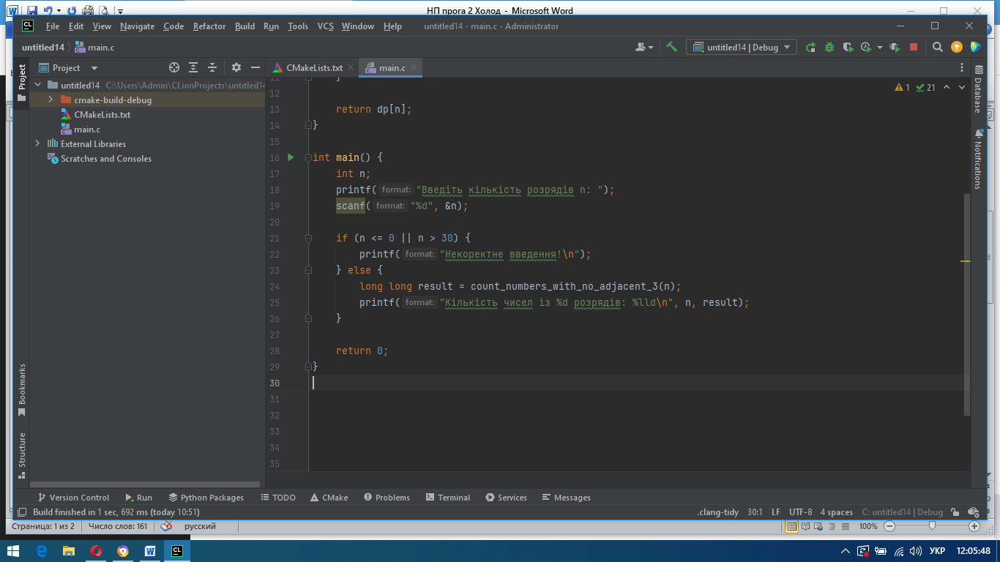 НП прога 2 Холод - Microsoft Word
File Edit View Navigate Code Refactor Build Run Tools VCS Window Help untitled14 - main.c - Administrator
untitled14 main.c untitled14 | Debug
Project
Project
CMakeLists.txt
main.c
untitled14 C:\Users\Admin\CLionProjects\untitled14
cmake-build-debug
CMakeLists.txt
main.c
External Libraries
Scratches and Consoles
1 21
11 }
12
13 return dp[n];
14 }
15
16 int main() {
17 int n;
18 printf( format: "Введіть кількість розрядів n: ");
19 scanf( format: "%d", &n);
20
21 if (n <= 0 || n > 30) {
22 printf( format: "Некоректне введення!\n");
23 } else {
24 long long result = count_numbers_with_no_adjacent_3(n);
25 printf( format: "Кількість чисел із %d розрядів: %lld\n", n, result);
26 }
27
28 return 0;
29 }
30
31
32
33
34
35
Database
Notifications
Bookmarks
Structure
Version Control Run Python Packages TODO CMake Problems Terminal Services Messages
Build finished in 1 sec, 692 ms (today 10:51) .clang-tidy 30:1 LF UTF-8 4 spaces C: untitled14 | Debug
Страница: 1 из 2 Число слов: 161 русский 100%
УКР 12:05:48